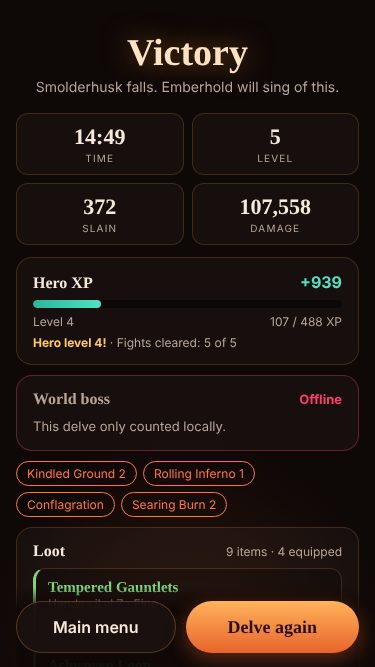 Victory
Smolderhusk falls. Emberhold will sing of this.
14:49
TIME
5
LEVEL
372
SLAIN
107,558
DAMAGE
Hero XP +939
Level 4 107 / 488 XP
Hero level 4! · Fights cleared: 5 of 5
World boss Offline
This delve only counted locally.
Kindled Ground 2 Rolling Inferno 1
Conflagration Searing Burn 2
Loot 9 items · 4 equipped
Tempered Gauntlets
Main menu Delve again